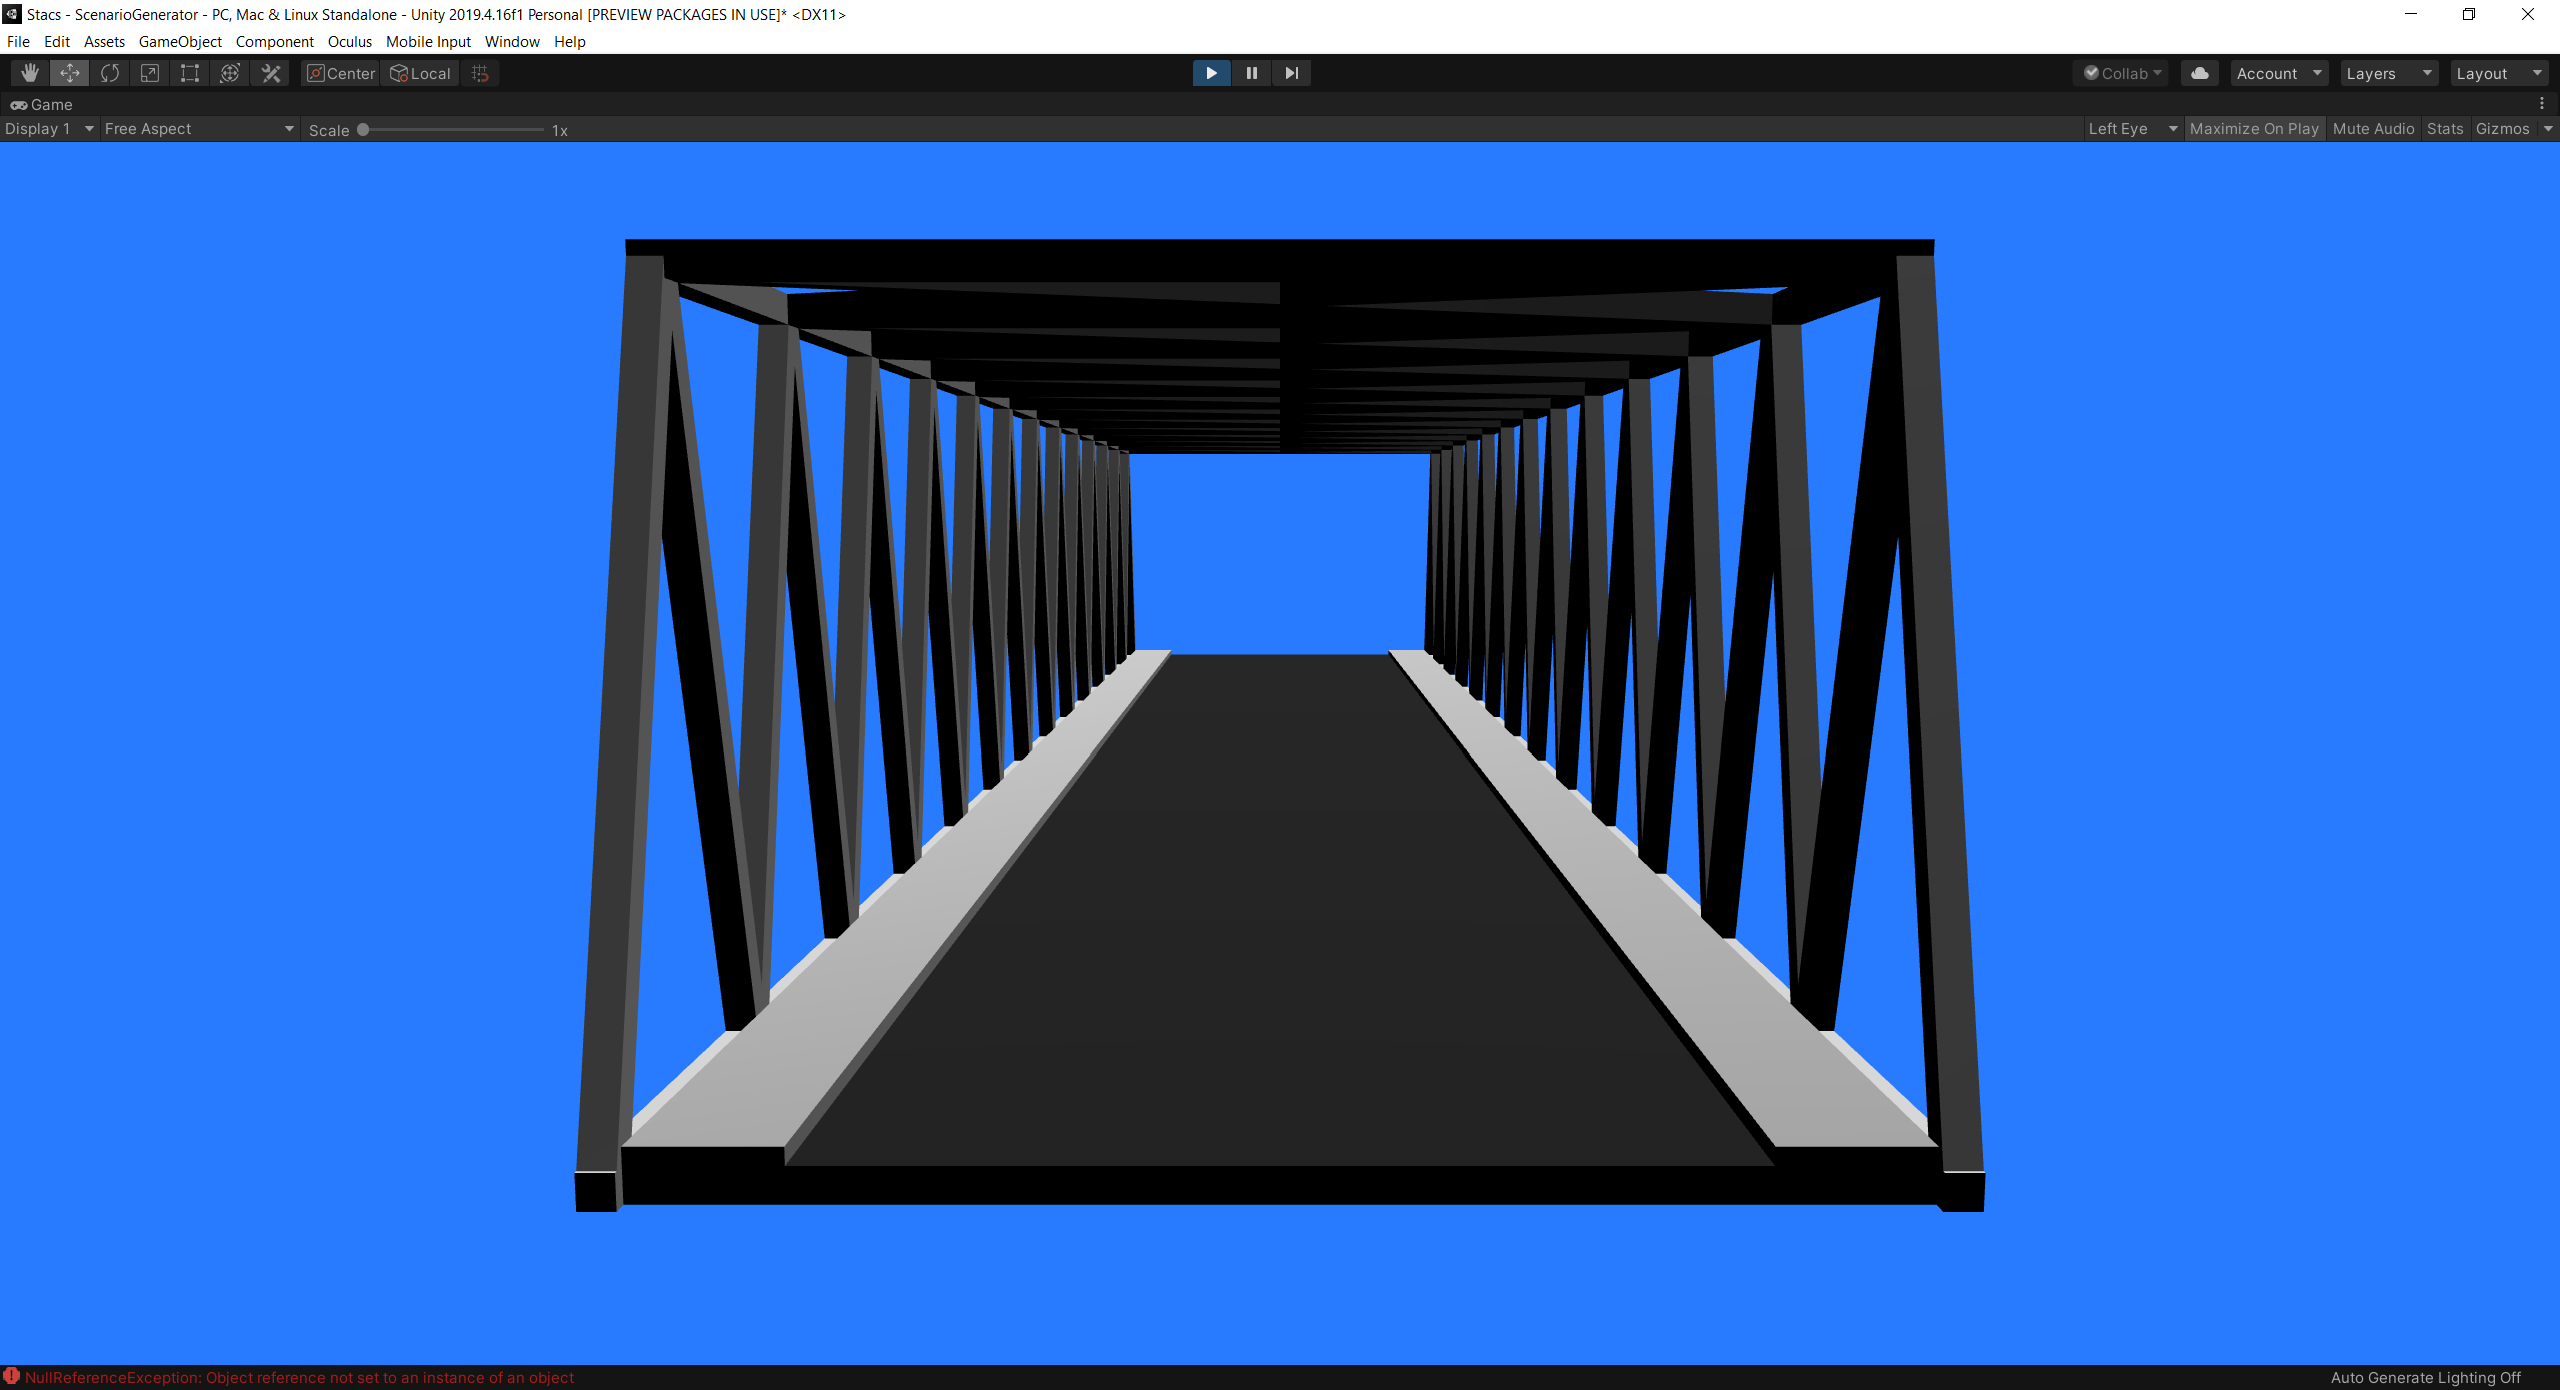 Stacs - ScenarioGenerator - PC, Mac & Linux Standalone - Unity 2019.4.16f1 Personal [PREVIEW PACKAGES IN USE]* <DX11>
File Edit Assets GameObject Component Oculus Mobile Input Window Help
Center Local Collab Account Layers Layout
Game
Display 1 Free Aspect Scale 1x Left Eye Maximize On Play Mute Audio Stats Gizmos
NullReferenceException: Object reference not set to an instance of an object Auto Generate Lighting Off